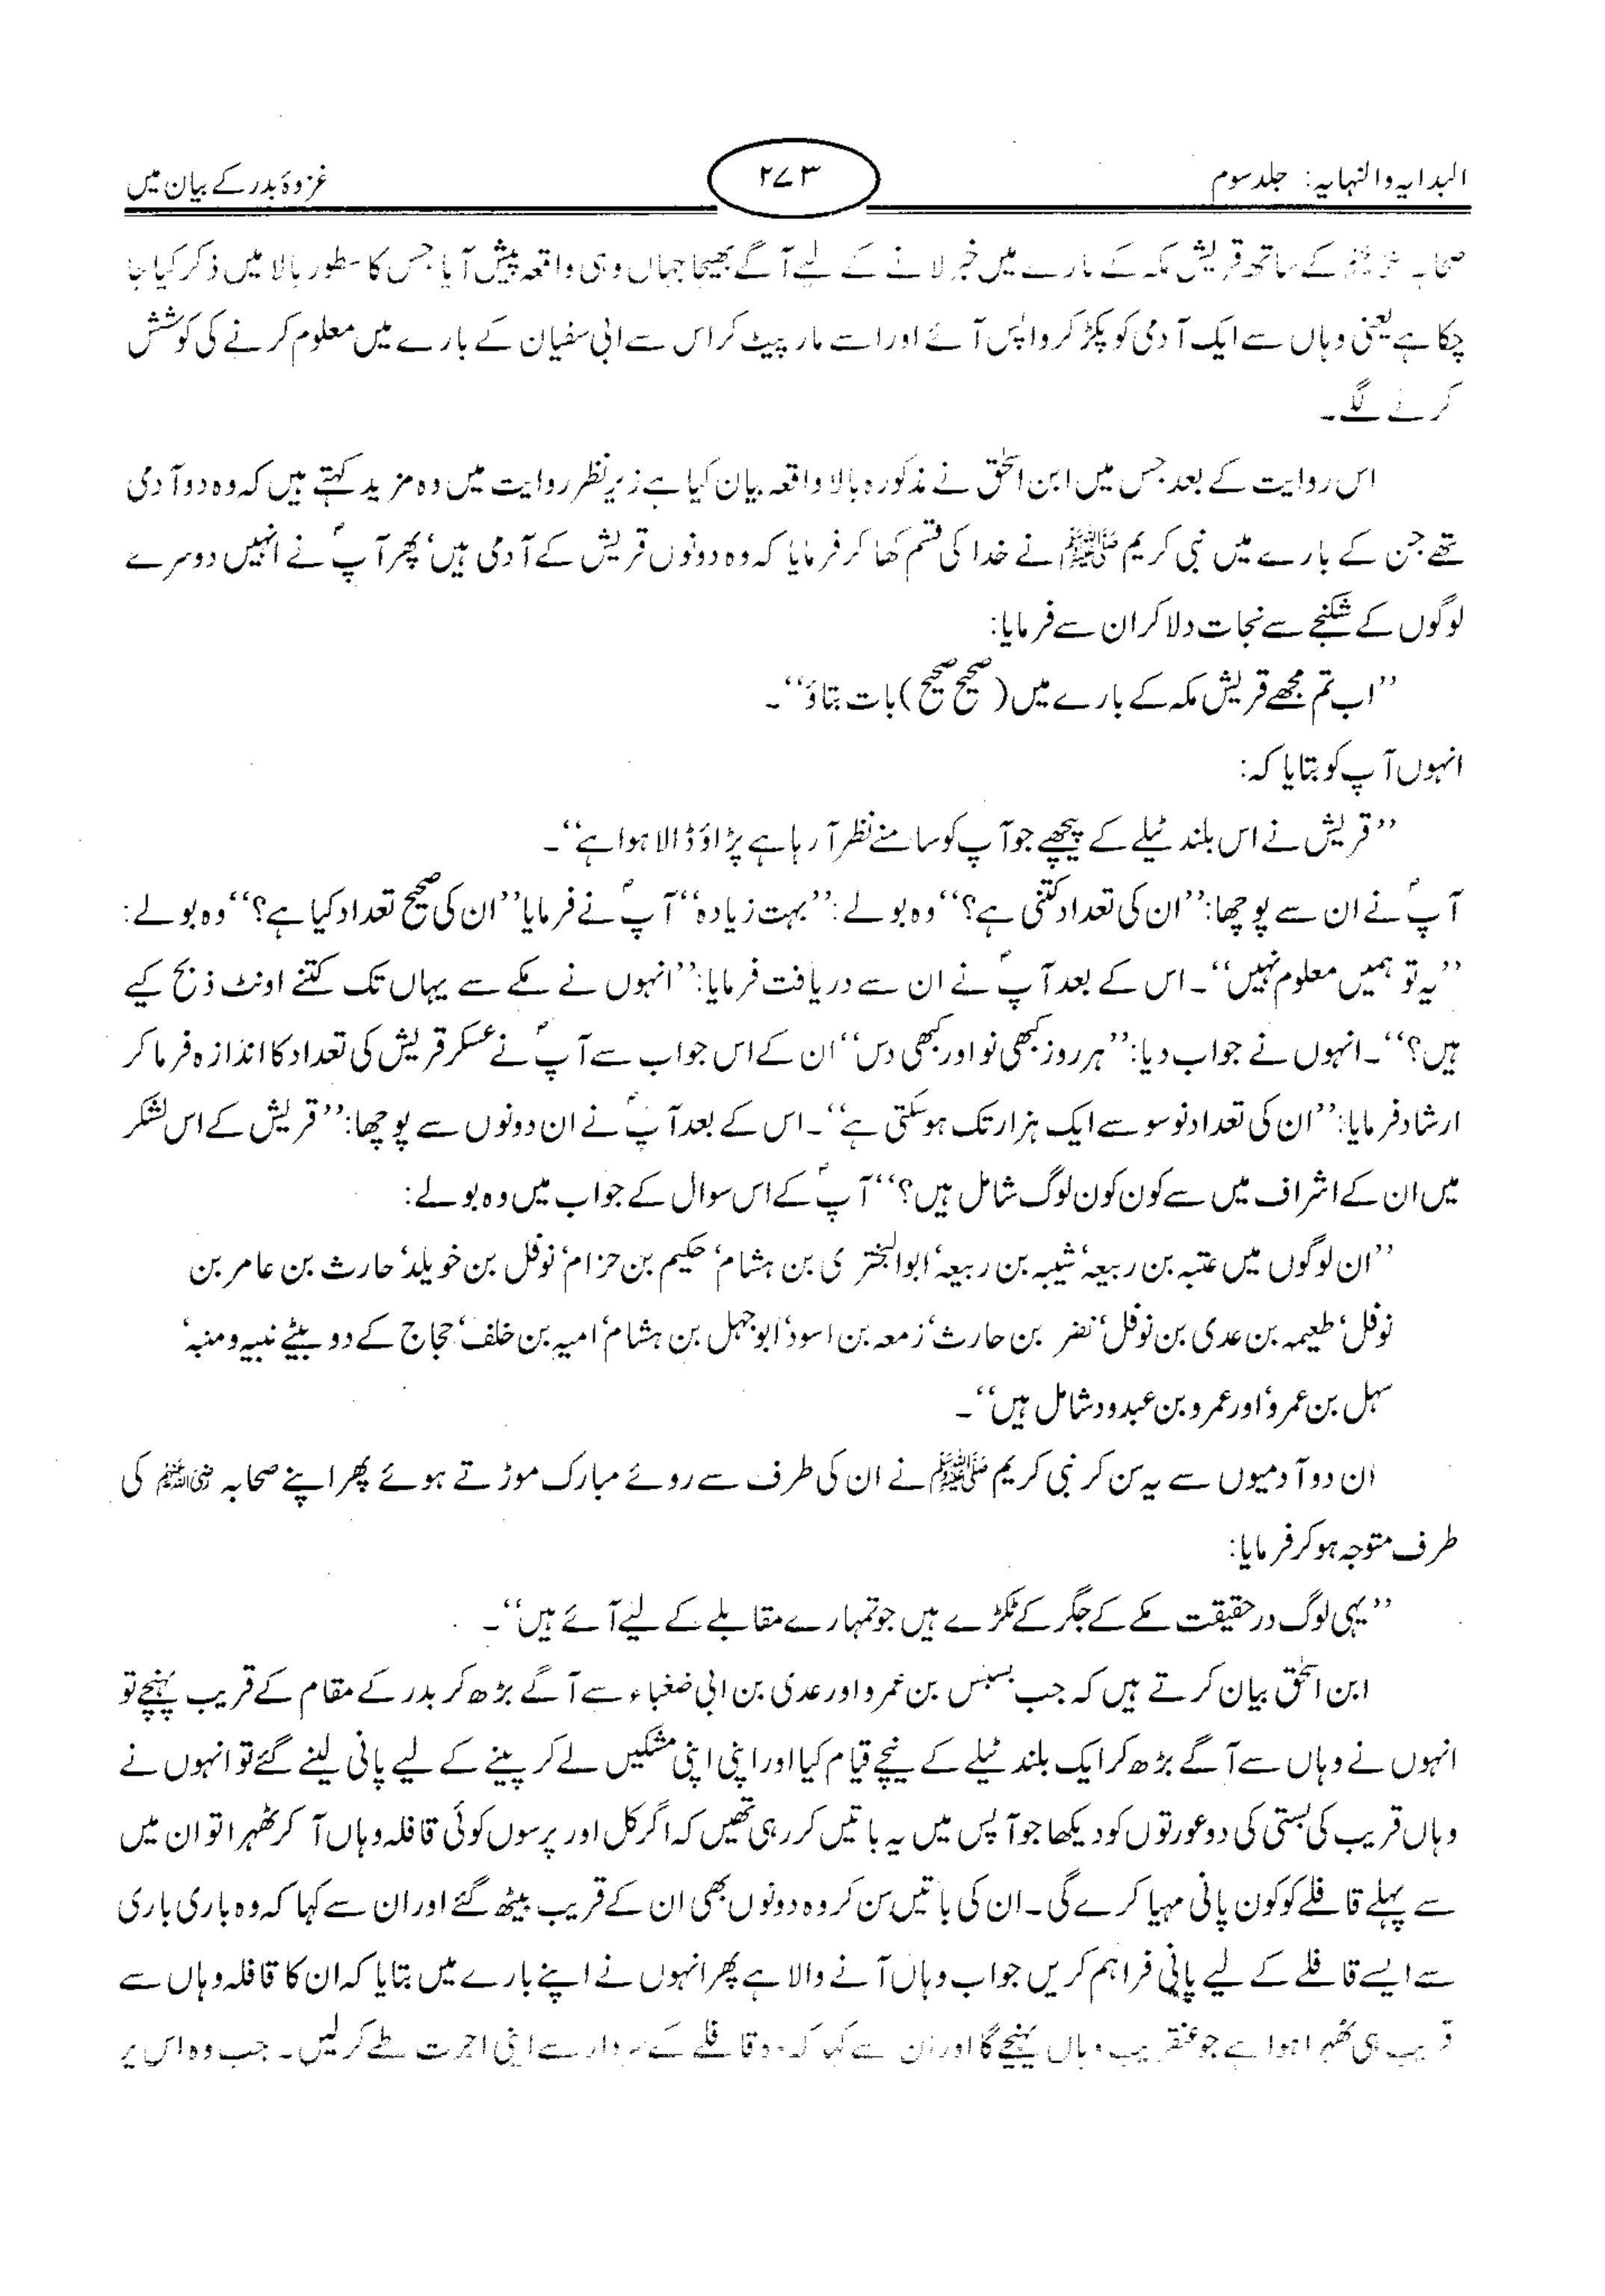 البدایہ والنہایہ: جلد سوم
۲۷۳
غزوۂ بدر کے بیان میں
صحابہ کے ساتھ قریش مکہ کے بارے میں خبر لانے کے لیے آگے بھیجا جہاں وہی واقعہ پیش آیا جس کا سطور بالا میں ذکر کیا جا
چکا ہے یعنی وہاں سے ایک آدمی کو پکڑ کر واپس آئے اور اسے مار پیٹ کر اس سے ابی سفیان کے بارے میں معلوم کرنے کی کوشش
کرنے لگے۔
اس روایت کے بعد جس میں ابن اسحٰق نے مذکورہ بالا واقعہ بیان کیا ہے زیر نظر روایت میں وہ مزید کہتے ہیں کہ وہ دو آدمی
تھے جن کے بارے میں نبی کریم ﷺ نے خدا کی قسم کھا کر فرمایا کہ وہ دونوں قریش کے آدمی ہیں‘ پھر آپؐ نے انہیں دوسرے
لوگوں کے شکنجے سے نجات دلا کر ان سے فرمایا:
’’اب تم مجھے قریش مکہ کے بارے میں (صحیح صحیح) بات بتاؤ‘‘۔
انہوں آپ کو بتایا کہ:
’’قریش نے اس بلند ٹیلے کے پیچھے جو آپ کو سامنے نظر آ رہا ہے پڑاؤ ڈالا ہوا ہے‘‘۔
آپؐ نے ان سے پوچھا: ’’ان کی تعداد کتنی ہے؟‘‘ وہ بولے: ’’بہت زیادہ‘‘ آپؐ نے فرمایا ’’ان کی صحیح تعداد کیا ہے؟‘‘ وہ بولے:
’’یہ تو ہمیں معلوم نہیں‘‘۔ اس کے بعد آپؐ نے ان سے دریافت فرمایا: ’’انہوں نے مکے سے یہاں تک کتنے اونٹ ذبح کیے
ہیں؟‘‘۔ انہوں نے جواب دیا: ’’ہر روز کبھی نو اور کبھی دس‘‘ ان کے اس جواب سے آپؐ نے عسکر قریش کی تعداد کا اندازہ فرما کر
ارشاد فرمایا: ’’ان کی تعداد نو سو سے ایک ہزار تک ہو سکتی ہے‘‘۔ اس کے بعد آپؐ نے ان دونوں سے پوچھا: ’’قریش کے اس لشکر
میں ان کے اشراف میں سے کون کون لوگ شامل ہیں؟‘‘ آپؐ کے اس سوال کے جواب میں وہ بولے:
’’ان لوگوں میں عتبہ بن ربیعہ‘ شیبہ بن ربیعہ‘ ابوالبختری بن ہشام‘ حکیم بن حزام‘ نوفل بن خویلد‘ حارث بن عامر بن
نوفل‘ طعیمہ بن عدی بن نوفل‘ نضر بن حارث‘ زمعہ بن اسود‘ ابوجہل بن ہشام‘ امیہ بن خلف‘ حجاج کے دو بیٹے نبیہ و منبہ‘
سہل بن عمرو‘ اور عمرو بن عبدود شامل ہیں‘‘۔
ان دو آدمیوں سے یہ سن کر نبی کریم ﷺ نے ان کی طرف سے روئے مبارک موڑتے ہوئے پھر اپنے صحابہ رضی اللہ عنہم کی
طرف متوجہ ہو کر فرمایا:
’’یہی لوگ درحقیقت مکے کے جگر کے ٹکڑے ہیں جو تمہارے مقابلے کے لیے آئے ہیں‘‘۔
ابن اسحٰق بیان کرتے ہیں کہ جب بسبس بن عمرو اور عدی بن ابی ضغباء سے آگے بڑھ کر بدر کے مقام کے قریب پہنچے تو
انہوں نے وہاں سے آگے بڑھ کر ایک بلند ٹیلے کے نیچے قیام کیا اور اپنی اپنی مشکیں لے کر پینے کے لیے پانی لینے گئے تو انہوں نے
وہاں قریب کی بستی کی دو عورتوں کو دیکھا جو آپس میں یہ باتیں کر رہی تھیں کہ اگر کل اور پرسوں کوئی قافلہ وہاں آ کر ٹھہرا تو ان میں
سے پہلے قافلے کو کون پانی مہیا کرے گی۔ ان کی باتیں سن کر وہ دونوں بھی ان کے قریب بیٹھ گئے اور ان سے کہا کہ وہ باری باری
سے ایسے قافلے کے لیے پانی فراہم کریں جو اب وہاں آنے والا ہے پھر انہوں نے اپنے بارے میں بتایا کہ ان کا قافلہ وہاں سے
قریب ہی ٹھہرا ہوا ہے جو عنقریب وہاں پہنچے گا اور ان سے کہا کہ وہ قافلے کے سردار سے اپنی اجرت طے کر لیں۔ جب وہ اس پر